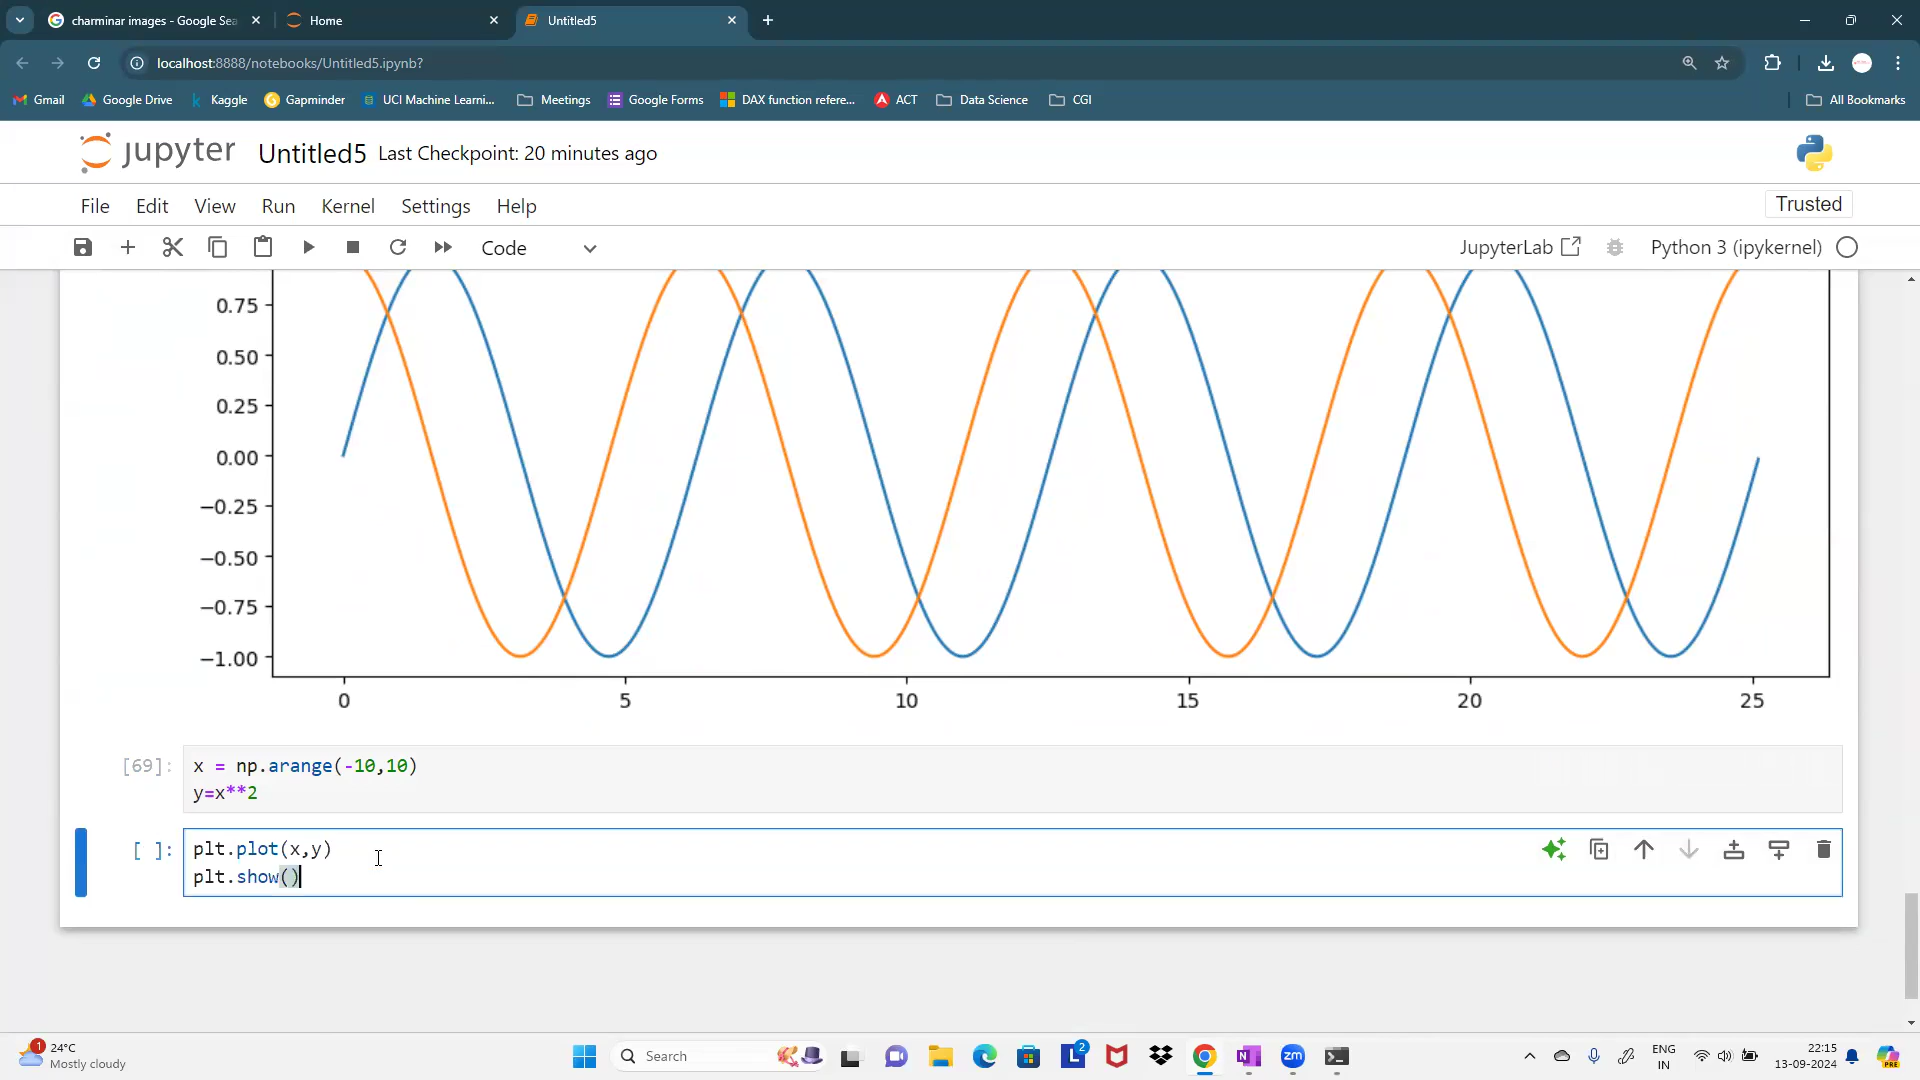 charminar images - Google Sea
Home
Untitled5
localhost:8888/notebooks/Untitled5.ipynb?
Gmail
Google Drive
Kaggle
Gapminder
UCI Machine Learni...
Meetings
Google Forms
DAX function refere...
ACT
Data Science
CGI
All Bookmarks
jupyter Untitled5 Last Checkpoint: 20 minutes ago
File Edit View Run Kernel Settings Help
Trusted
Code
JupyterLab
Python 3 (ipykernel)
0.75
0.50
0.25
0.00
−0.25
−0.50
−0.75
−1.00
0 5 10 15 20 25
[69]: x = np.arange(-10,10)
y=x**2
[ ]: plt.plot(x,y)
plt.show()
1
24°C
Mostly cloudy
Search
L
2
N
zm
ENG
IN
22:15
13-09-2024
PRE